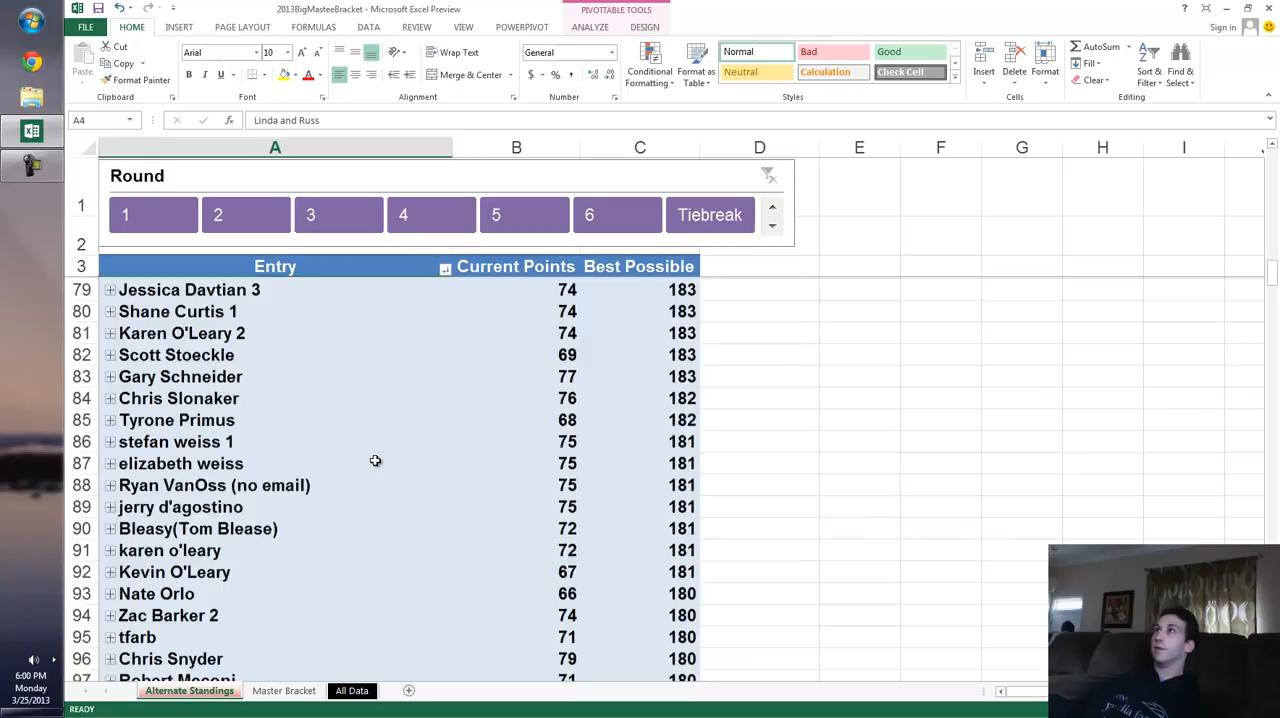 2013BigMasteeBracket - Microsoft Excel Preview
PIVOTTABLE TOOLS
FILE HOME INSERT PAGE LAYOUT FORMULAS DATA REVIEW VIEW POWERPIVOT ANALYZE DESIGN
Sign in
Cut
Copy
Format Painter
Paste
Clipboard
Arial 10
B I U
Font
Wrap Text
Merge & Center
Alignment
General
$ % ,
Number
Conditional Formatting
Format as Table
Normal Bad Good
Neutral Calculation Check Cell
Styles
Insert Delete Format
Cells
AutoSum
Fill
Clear
Sort & Filter
Find & Select
Editing
A4 fx Linda and Russ
A B C D E F G H I
Round
1 1 2 3 4 5 6 Tiebreak
2
3 Entry Current Points Best Possible
79 Jessica Davtian 3 74 183
80 Shane Curtis 1 74 183
81 Karen O'Leary 2 74 183
82 Scott Stoeckle 69 183
83 Gary Schneider 77 183
84 Chris Slonaker 76 182
85 Tyrone Primus 68 182
86 stefan weiss 1 75 181
87 elizabeth weiss 75 181
88 Ryan VanOss (no email) 75 181
89 jerry d'agostino 75 181
90 Bleasy(Tom Blease) 72 181
91 karen o'leary 72 181
92 Kevin O'Leary 67 181
93 Nate Orlo 66 180
94 Zac Barker 2 74 180
95 tfarb 71 180
96 Chris Snyder 79 180
97 Robert Meconi 71 180
Alternate Standings Master Bracket All Data
READY
6:00 PM
Monday
3/25/2013